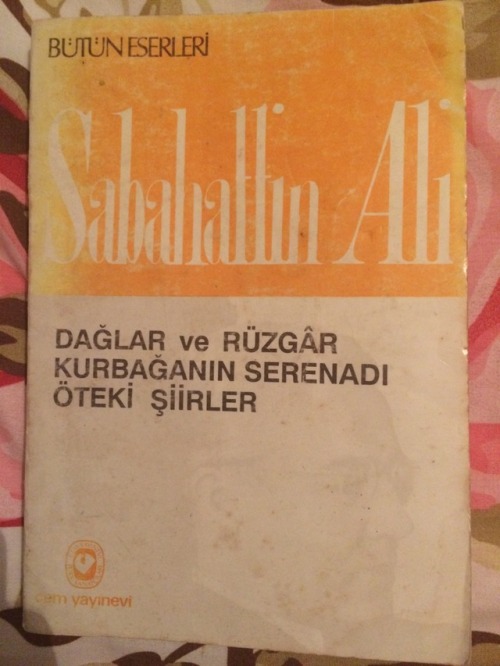 BÜTÜN ESERLERİ
Sabahattin Ali
DAĞLAR ve RÜZGÂR
KURBAĞANIN SERENADI
ÖTEKİ ŞİİRLER
cem yayınevi